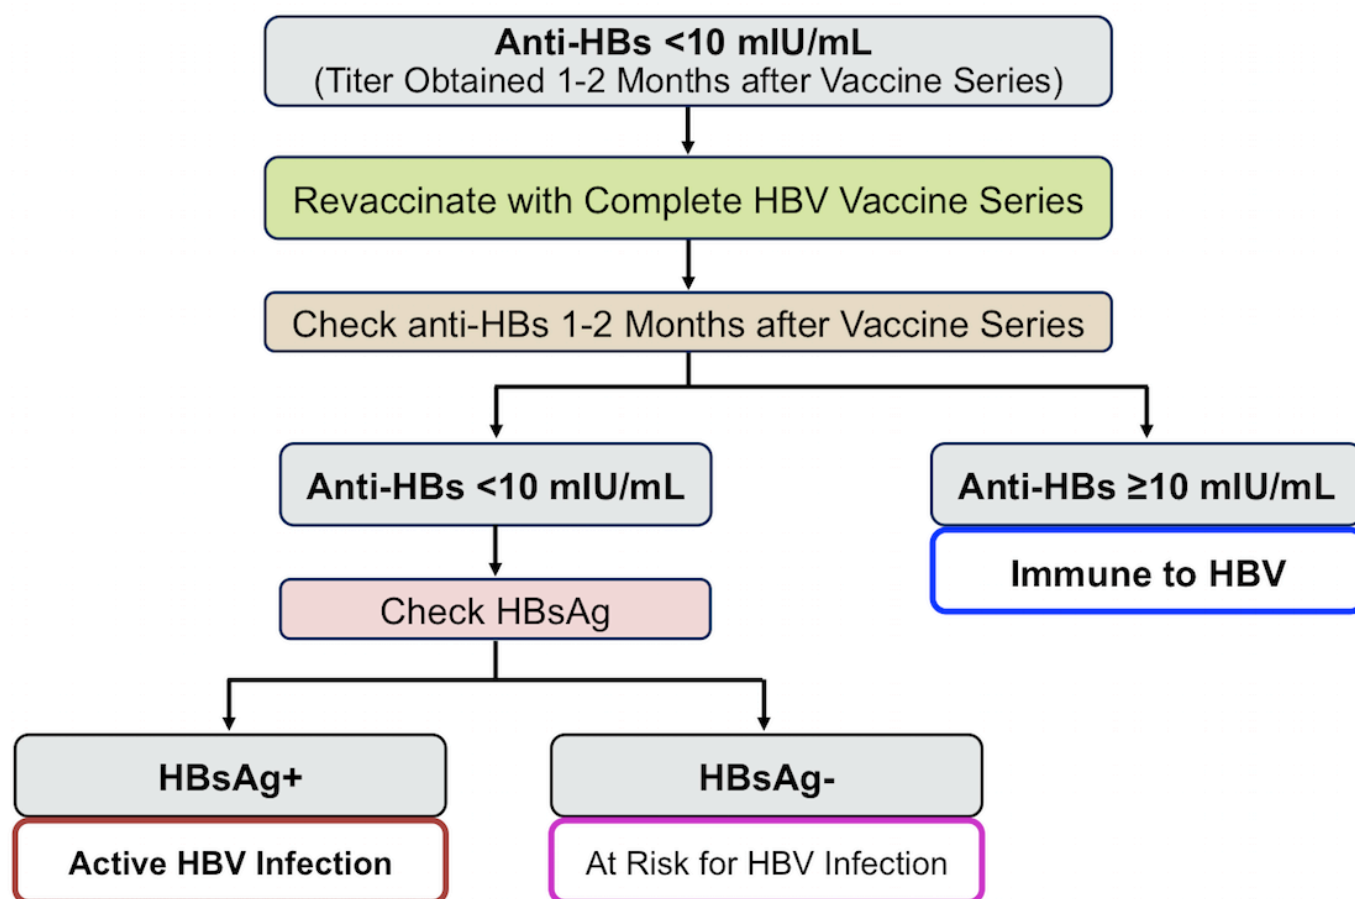 Anti-HBs <10 mIU/mL
(Titer Obtained 1-2 Months after Vaccine Series)
Revaccinate with Complete HBV Vaccine Series
Check anti-HBs 1-2 Months after Vaccine Series
Anti-HBs <10 mIU/mL
Anti-HBs ≥10 mIU/mL
Immune to HBV
Check HBsAg
HBsAg+
HBsAg-
Active HBV Infection
At Risk for HBV Infection